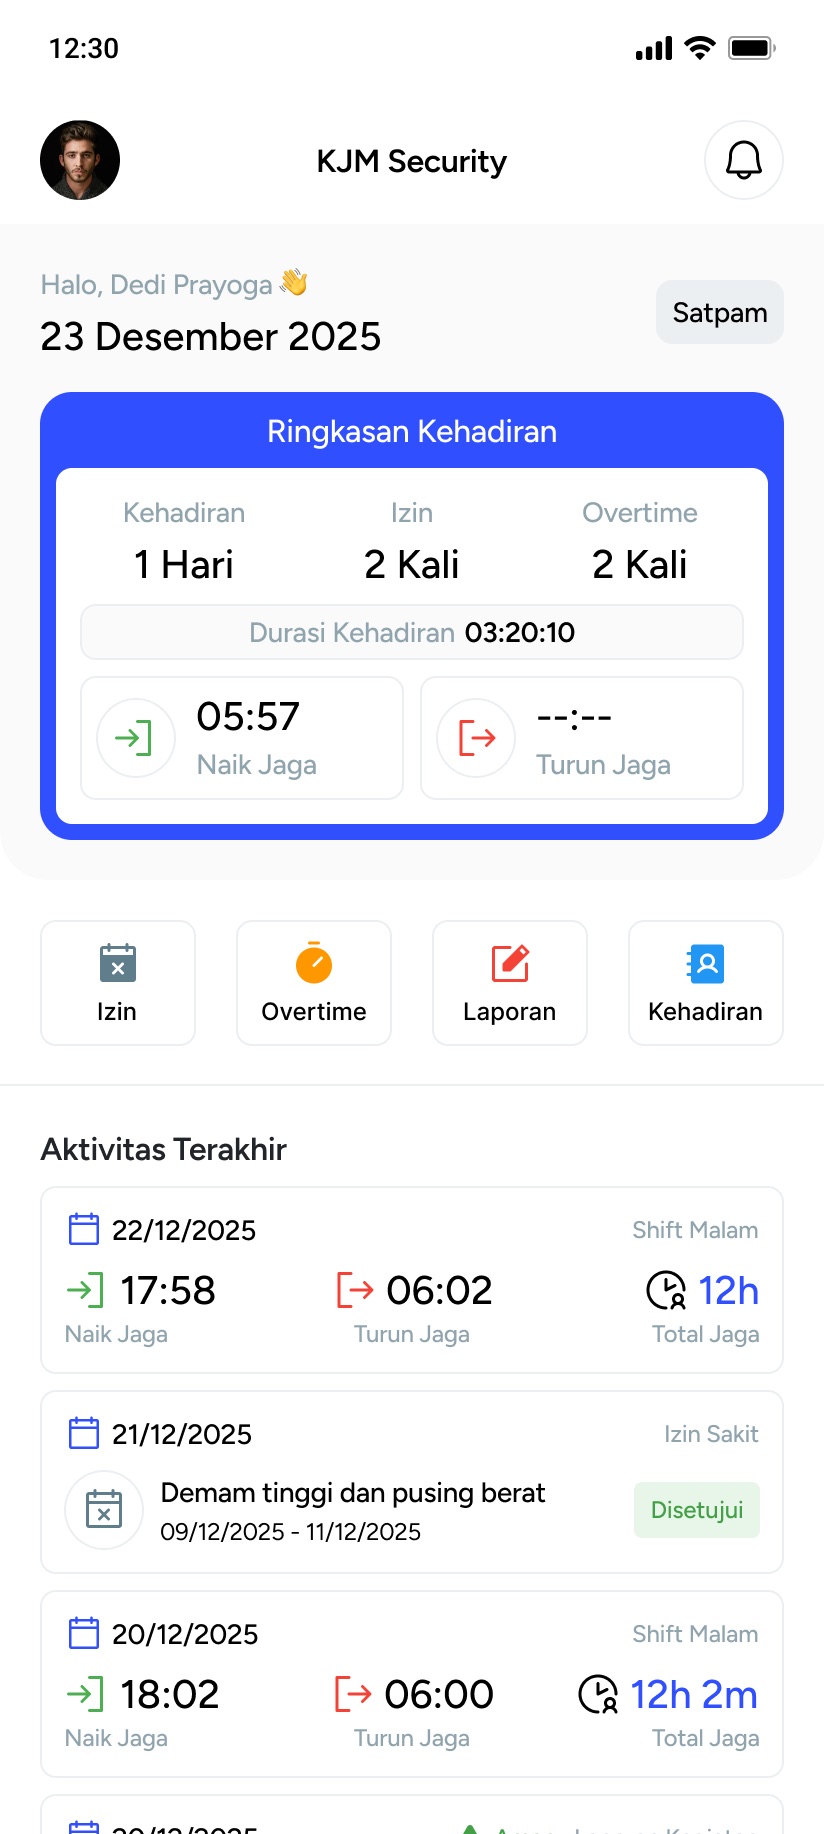 12:30
KJM Security
Halo, Dedi Prayoga 👋
23 Desember 2025
Satpam
Ringkasan Kehadiran
Kehadiran Izin Overtime
1 Hari 2 Kali 2 Kali
Durasi Kehadiran 03:20:10
05:57 --:--
Naik Jaga Turun Jaga
Izin Overtime Laporan Kehadiran
Aktivitas Terakhir
22/12/2025 Shift Malam
17:58 06:02 12h
Naik Jaga Turun Jaga Total Jaga
21/12/2025 Izin Sakit
Demam tinggi dan pusing berat
09/12/2025 - 11/12/2025
Disetujui
20/12/2025 Shift Malam
18:02 06:00 12h 2m
Naik Jaga Turun Jaga Total Jaga
20/12/2025